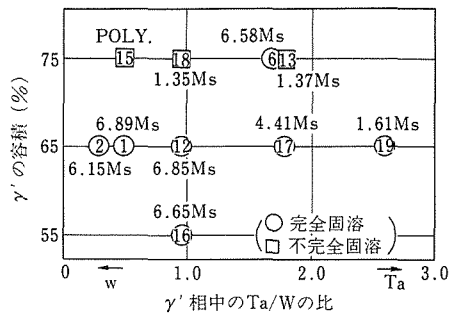 POLY. 6.58Ms
75 15 18 6 13
1.35Ms 1.37Ms
6.89Ms 4.41Ms 1.61Ms
65 2 1 12 17 19
6.15Ms 6.85Ms
6.65Ms
○ 完全固溶
55 16
□ 不完全固溶
0 1.0 2.0 3.0
← W → Ta
γ′相中のTa/Wの比
γ′の容積 (%)